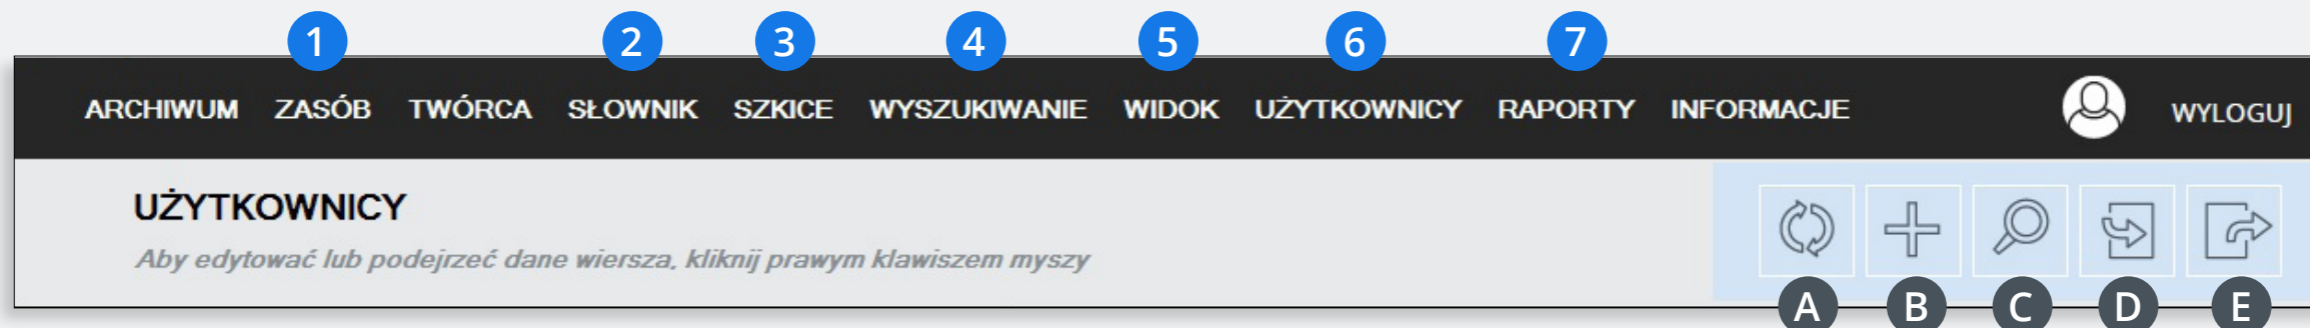 1 2 3 4 5 6 7
ARCHIWUM ZASÓB TWÓRCA SŁOWNIK SZKICE WYSZUKIWANIE WIDOK UŻYTKOWNICY RAPORTY INFORMACJE WYLOGUJ
UŻYTKOWNICY
Aby edytować lub podejrzeć dane wiersza, kliknij prawym klawiszem myszy
A B C D E